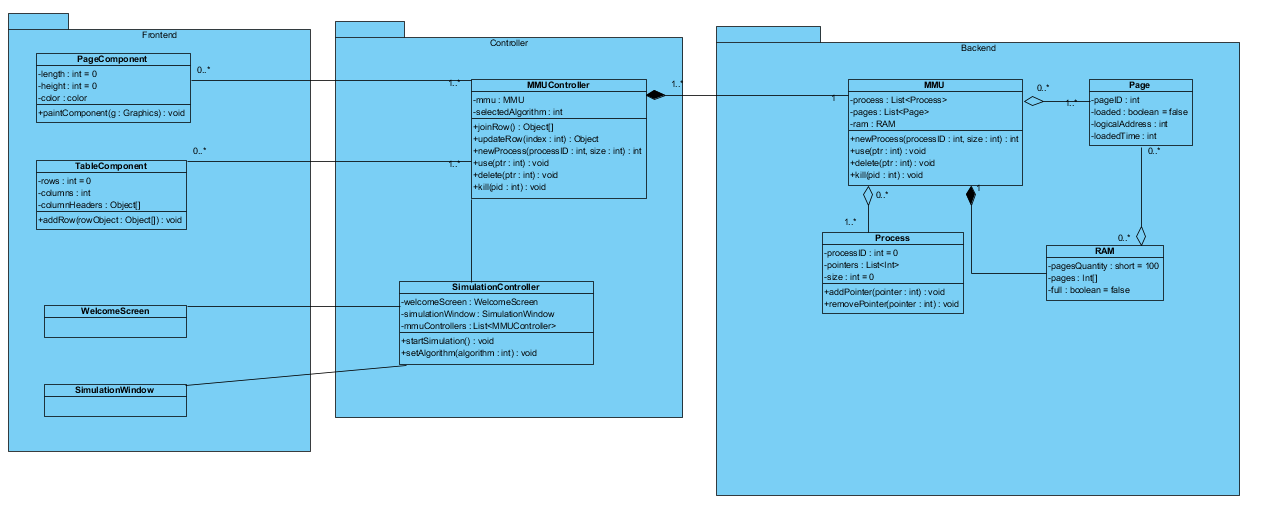 Frontend
PageComponent
-length : int = 0
-height : int = 0
-color : color
+paintComponent(g : Graphics) : void
0..*
1..*
TableComponent
-rows : int = 0
-columns : int
-columnHeaders : Object[]
+addRow(rowObject : Object[]) : void
0..*
1..*
WelcomeScreen
SimulationWindow
Controller
MMUController
-mmu : MMU
-selectedAlgorithm : int
+joinRow() : Object[]
+updateRow(index : int) : Object
+newProcess(processID : int, size : int) : int
+use(ptr : int) : void
+delete(ptr : int) : void
+kill(pid : int) : void
1..*
1
SimulationController
-welcomeScreen : WelcomeScreen
-simulationWindow : SimulationWindow
-mmuControllers : List<MMUController>
+startSimulation() : void
+setAlgorithm(algorithm : int) : void
Backend
MMU
-process : List<Process>
-pages : List<Page>
-ram : RAM
+newProcess(processID : int, size : int) : int
+use(ptr : int) : void
+delete(ptr : int) : void
+kill(pid : int) : void
0..*
1..*
Page
-pageID : int
-loaded : boolean = false
-logicalAddress : int
-loadedTime : int
0..*
0..*
1
0..*
1..*
Process
-processID : int = 0
-pointers : List<Int>
-size : int = 0
+addPointer(pointer : int) : void
+removePointer(pointer : int) : void
RAM
-pagesQuantity : short = 100
-pages : Int[]
-full : boolean = false